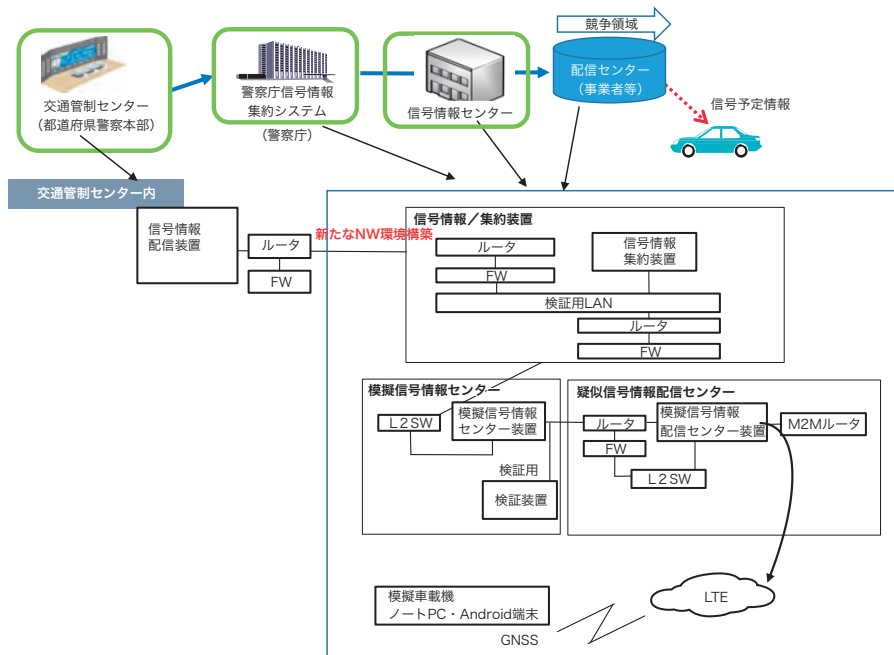 競争領域
交通管制センター
（都道府県警察本部）
警察庁信号情報
集約システム
（警察庁）
信号情報センター
配信センター
（事業者等）
信号予定情報
交通管制センター内
信号情報
配信装置
ルータ
FW
新たなNW環境構築
信号情報／集約装置
ルータ
FW
信号情報
集約装置
検証用LAN
ルータ
FW
模擬信号情報センター
L２SW
模擬信号情報
センター装置
検証用
検証装置
疑似信号情報配信センター
ルータ
FW
模擬信号情報
配信センター装置
M2Mルータ
L２SW
模擬車載機
ノートPC・Android端末
GNSS
LTE